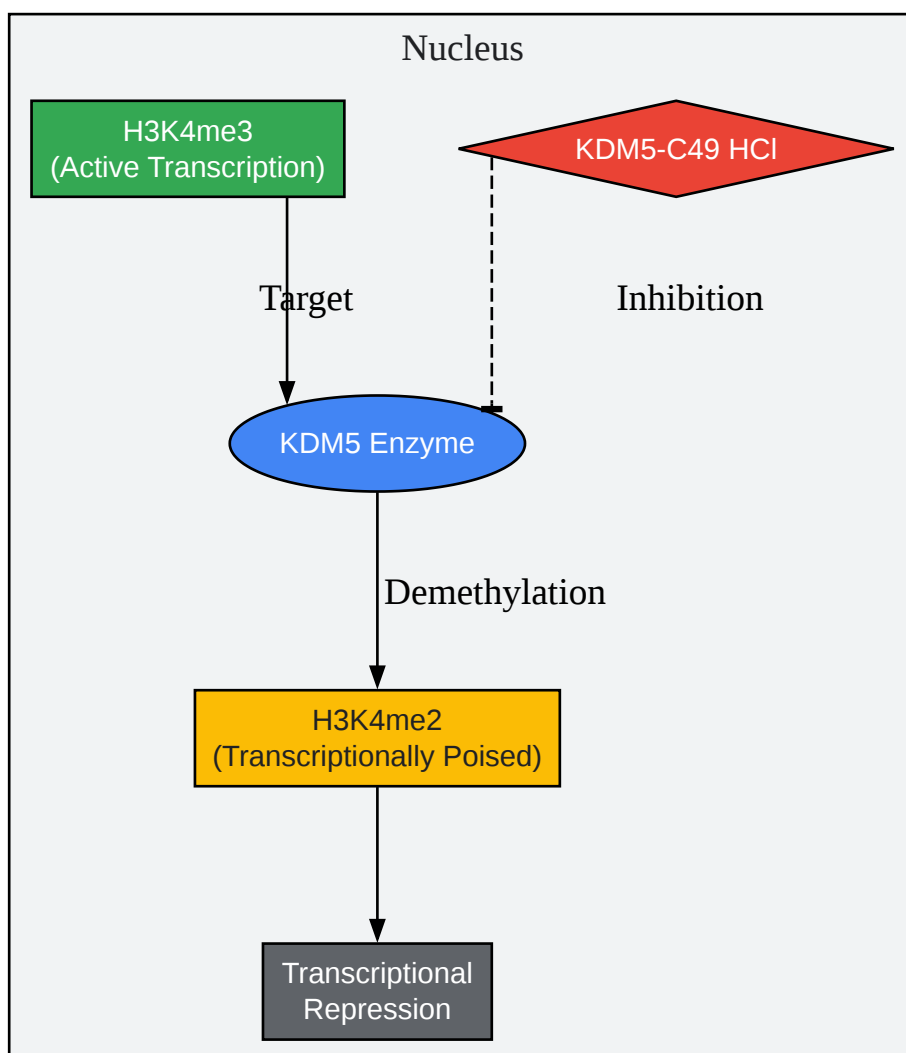 Nucleus
H3K4me3
(Active Transcription)
KDM5-C49 HCl
Target
Inhibition
KDM5 Enzyme
Demethylation
H3K4me2
(Transcriptionally Poised)
Transcriptional
Repression